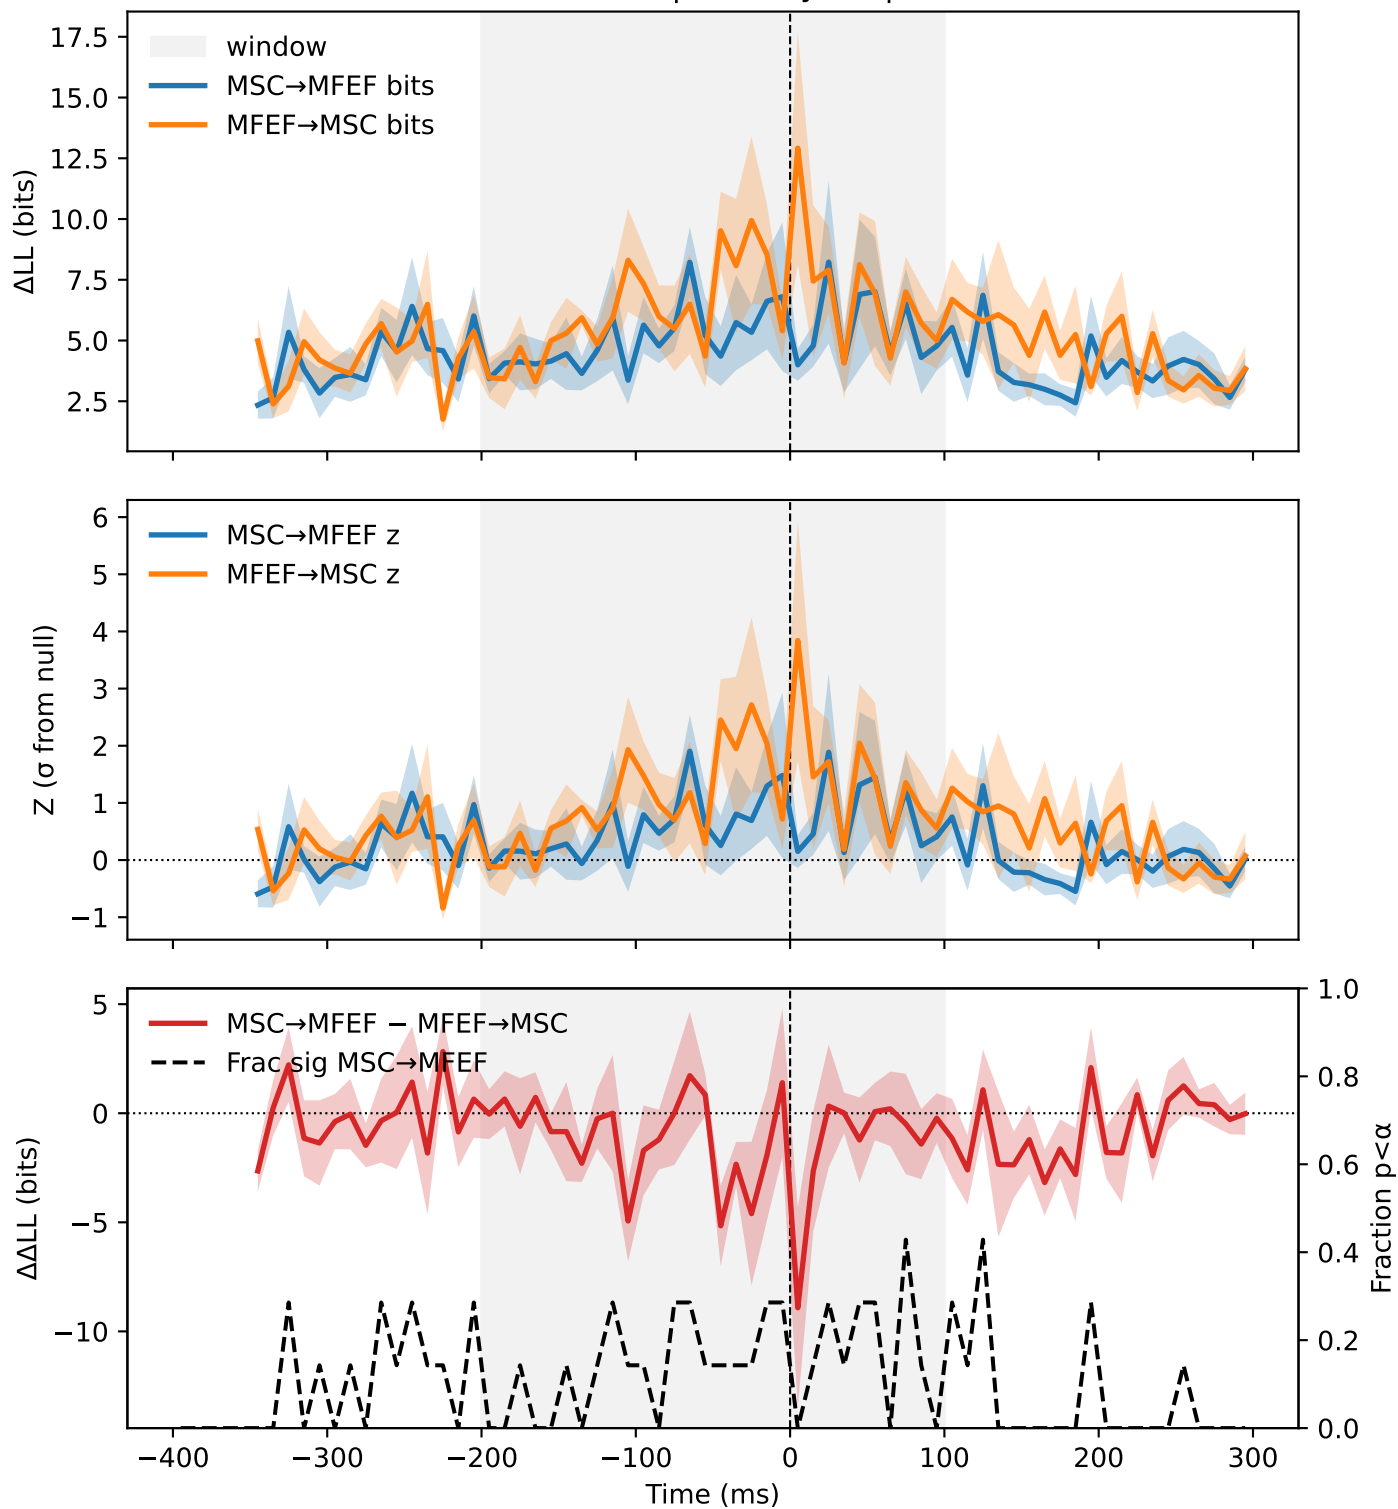 17.5
15.0
12.5
10.0
7.5
5.0
2.5
ΔLL (bits)
window
MSC→MFEF bits
MFEF→MSC bits
6
5
4
3
2
1
0
−1
Z (σ from null)
MSC→MFEF z
MFEF→MSC z
5
0
−5
−10
ΔΔLL (bits)
MSC→MFEF − MFEF→MSC
Frac sig MSC→MFEF
1.0
0.8
0.6
0.4
0.2
0.0
Fraction p<α
−400 −300 −200 −100 0 100 200 300
Time (ms)